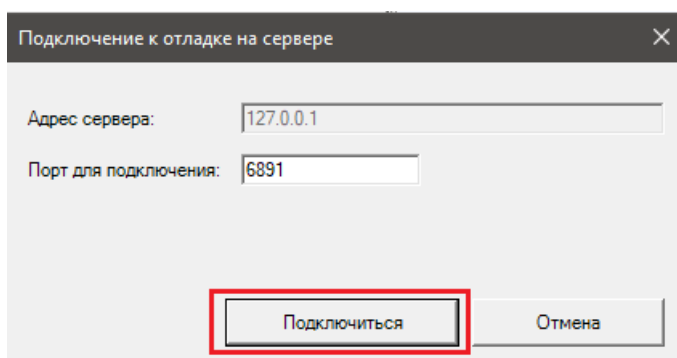 Подключение к отладке на сервере
Адрес сервера: 127.0.0.1
Порт для подключения: 6891
Подключиться Отмена